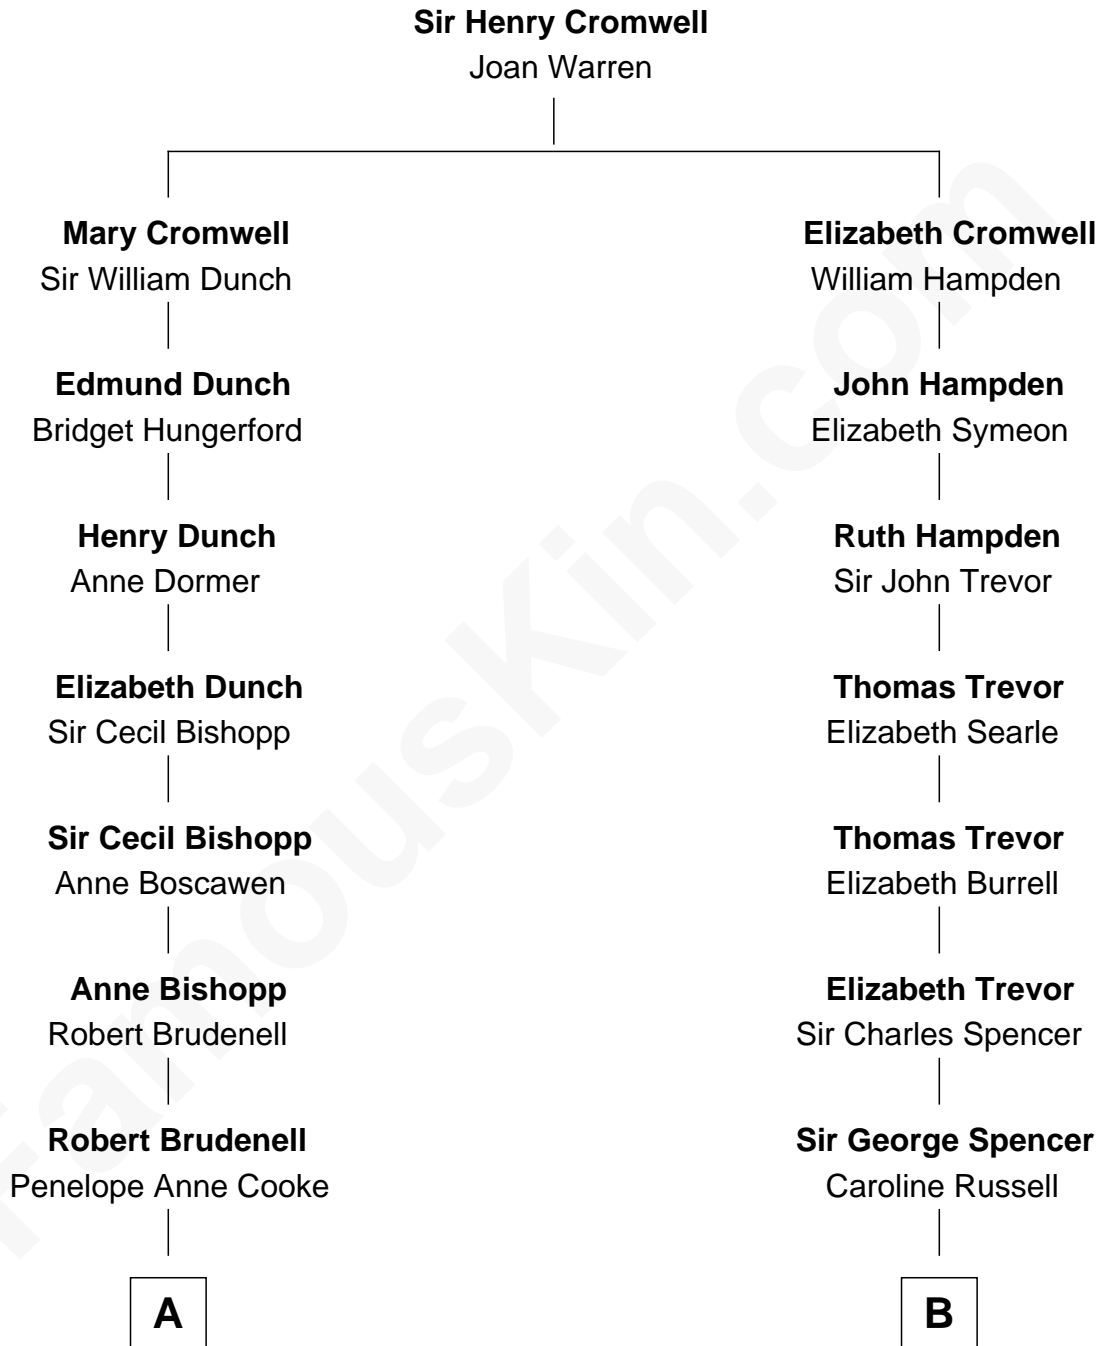 Sir Henry Cromwell
Joan Warren
Mary Cromwell
Sir William Dunch
Elizabeth Cromwell
William Hampden
Edmund Dunch
Bridget Hungerford
John Hampden
Elizabeth Symeon
Henry Dunch
Anne Dormer
Ruth Hampden
Sir John Trevor
Elizabeth Dunch
Sir Cecil Bishopp
Thomas Trevor
Elizabeth Searle
Sir Cecil Bishopp
Anne Boscawen
Thomas Trevor
Elizabeth Burrell
Anne Bishopp
Robert Brudenell
Elizabeth Trevor
Sir Charles Spencer
Robert Brudenell
Penelope Anne Cooke
Sir George Spencer
Caroline Russell
A
B
FamousKin.com